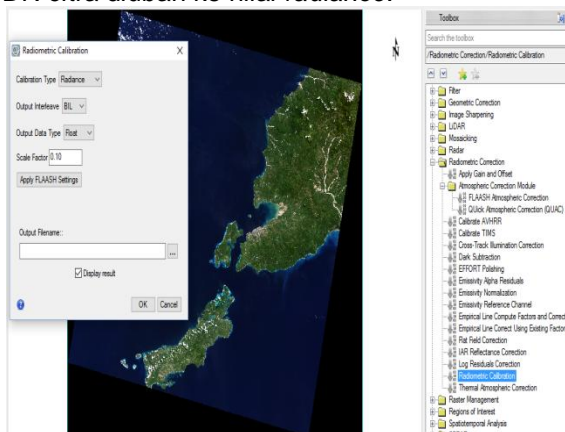 Radiometric Calibration
Calibration Type Radiance
Output Interleave BIL
Output Data Type Float
Scale Factor 0.10
Apply FLAASH Settings
Output Filename::
...
Display result
OK Cancel
Toolbox
Search the toolbox
/Radiometric Correction/Radiometric Calibration
Filter
Geometric Correction
Image Sharpening
LiDAR
Mosaicking
Radar
Radiometric Correction
Apply Gain and Offset
Atmospheric Correction Module
FLAASH Atmospheric Correction
QUick Atmospheric Correction (QUAC)
Calibrate AVHRR
Calibrate TIMS
Cross-Track Illumination Correction
Dark Subtraction
EFFORT Polishing
Emissivity Alpha Residuals
Emissivity Normalization
Emissivity Reference Channel
Empirical Line Compute Factors and Correct
Empirical Line Correct Using Existing Factor
Flat Field Correction
IAR Reflectance Correction
Log Residuals Correction
Radiometric Calibration
Thermal Atmospheric Correction
Raster Management
Regions of Interest
Spatiotemporal Analysis